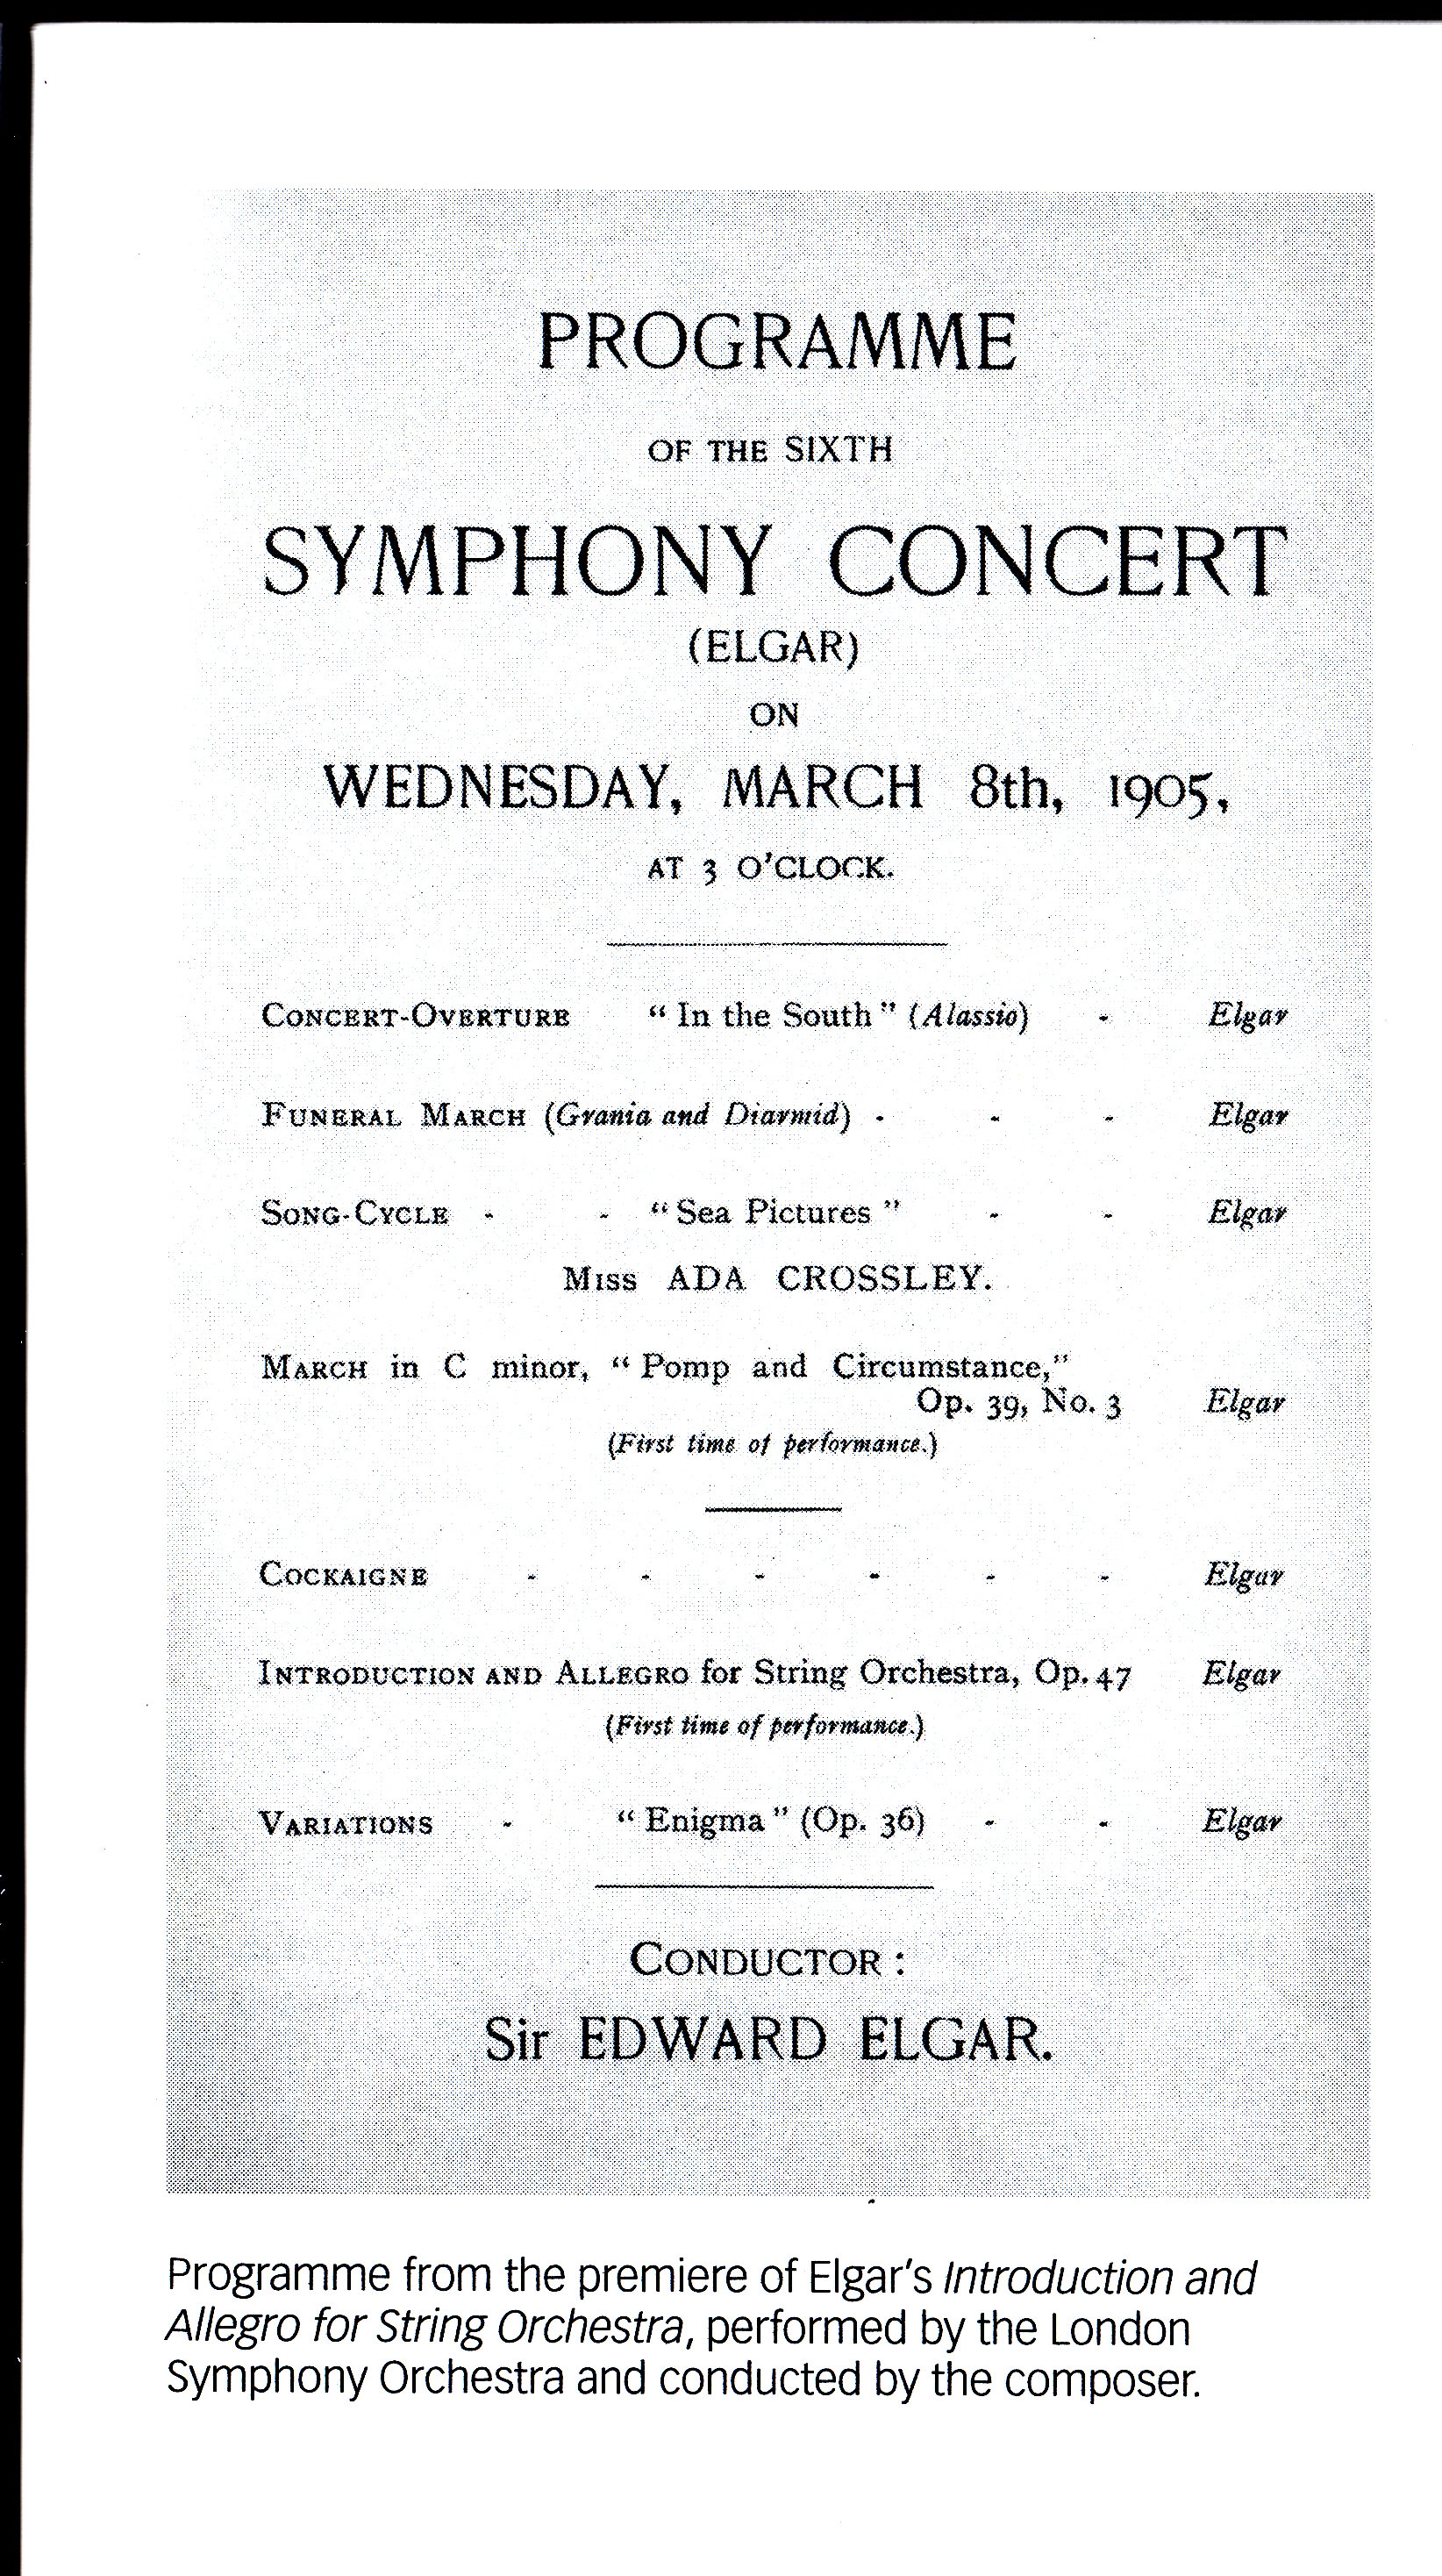 PROGRAMME
OF THE SIXTH
SYMPHONY CONCERT
(ELGAR)
ON
WEDNESDAY, MARCH 8th, 1905,
AT 3 O'CLOCK.
CONCERT-OVERTURE “ In the South ” (Alassio) - Elgar
FUNERAL MARCH (Grania and Diarmid) - - - Elgar
SONG-CYCLE - - “ Sea Pictures ” - - Elgar
Miss ADA CROSSLEY.
MARCH in C minor, “ Pomp and Circumstance,”
Op. 39, No. 3 Elgar
(First time of performance.)
COCKAIGNE - - - - - - Elgar
INTRODUCTION AND ALLEGRO for String Orchestra, Op. 47 Elgar
(First time of performance.)
VARIATIONS - “ Enigma ” (Op. 36) - - Elgar
CONDUCTOR :
Sir EDWARD ELGAR.
Programme from the premiere of Elgar's Introduction and
Allegro for String Orchestra, performed by the London
Symphony Orchestra and conducted by the composer.